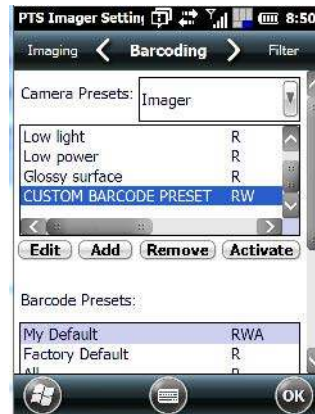 PTS Imager Settin 8:50
Imaging Barcoding Filter
Camera Presets: Imager
Low light R
Low power R
Glossy surface R
CUSTOM BARCODE PRESET RW
Edit Add Remove Activate
Barcode Presets:
My Default RWA
Factory Default R
All
OK